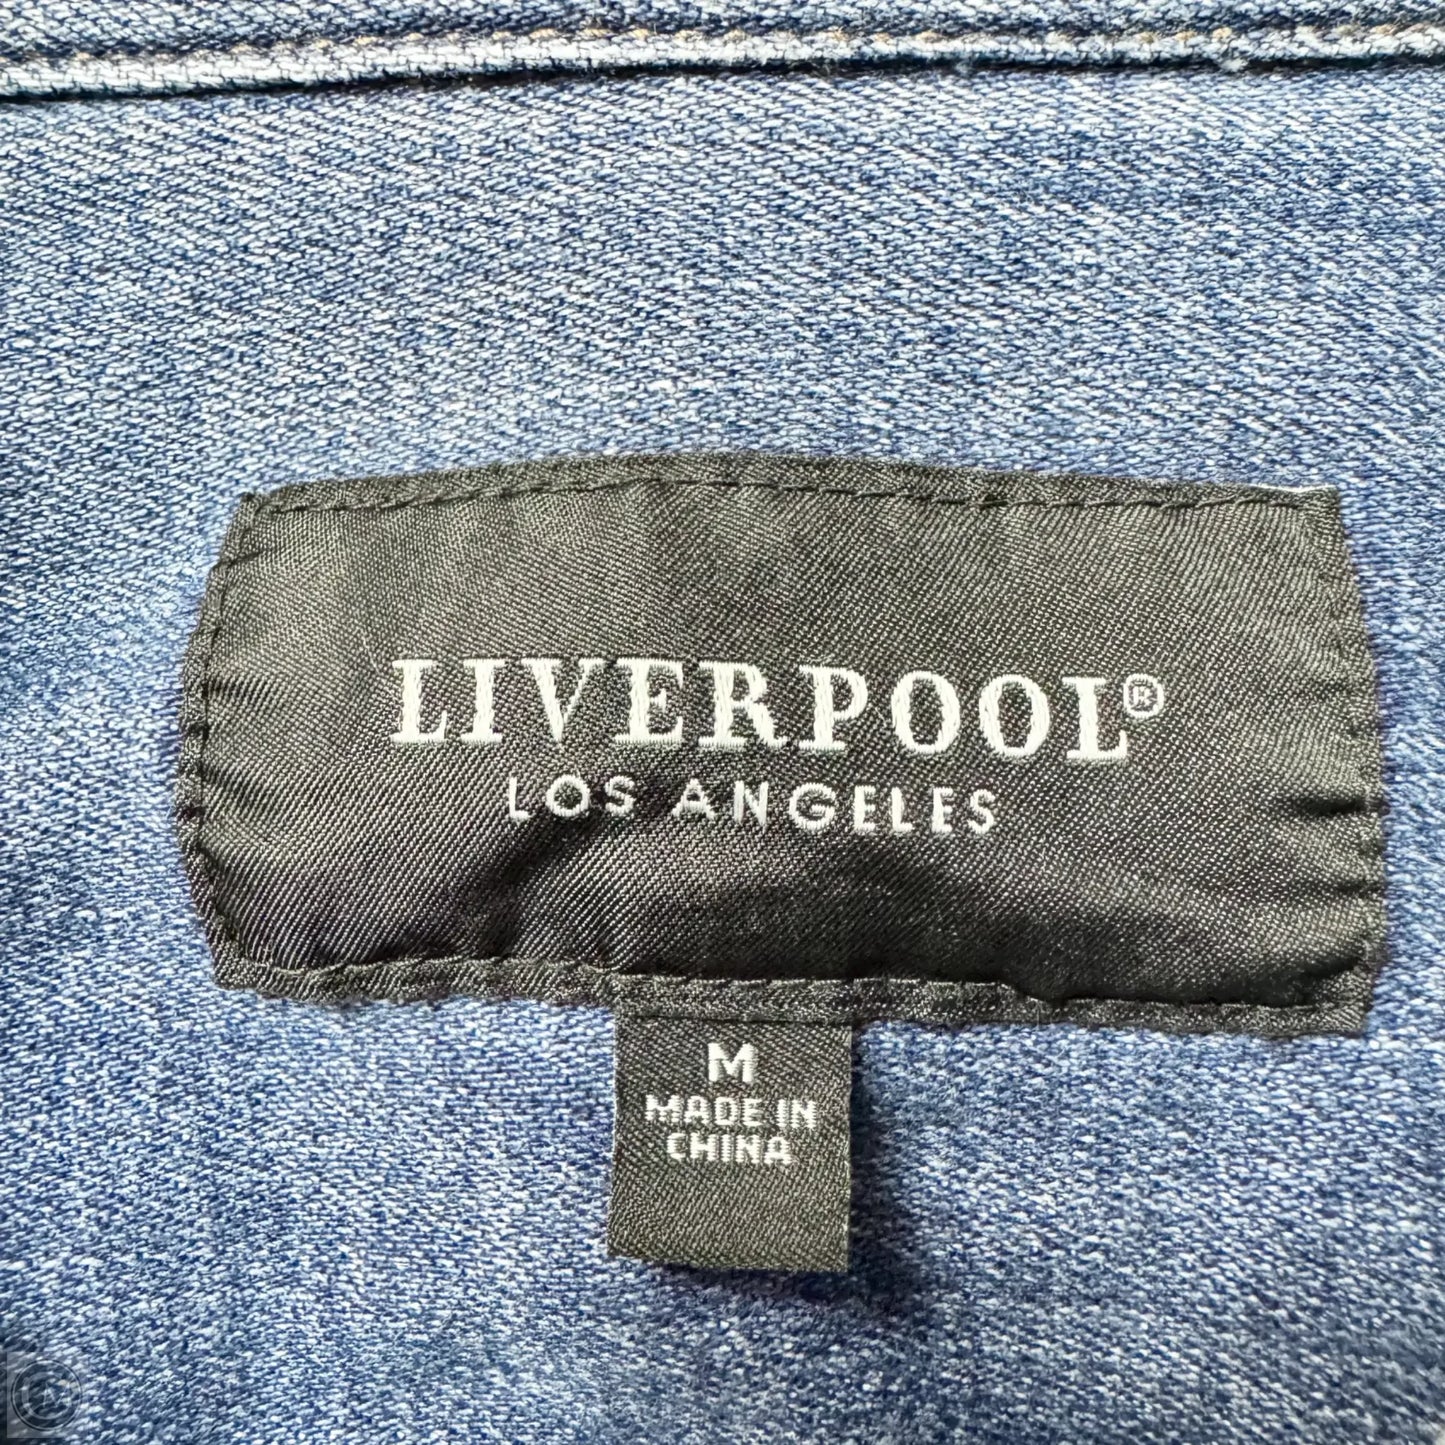 LIVERPOOL®
LOS ANGELES
M
MADE IN
CHINA